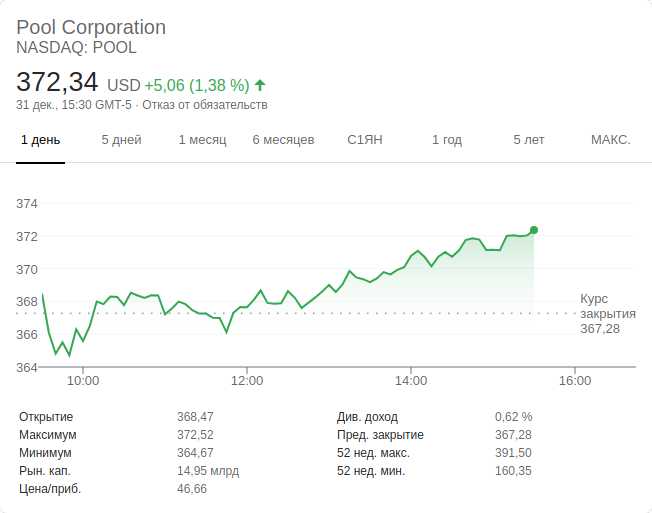 Pool Corporation
NASDAQ: POOL
372,34 USD +5,06 (1,38 %)
31 дек., 15:30 GMT-5 · Отказ от обязательств
1 день 5 дней 1 месяц 6 месяцев С1ЯН 1 год 5 лет МАКС.
374
372
370
368
366
364
Курс
закрытия
367,28
10:00 12:00 14:00 16:00
Открытие 368,47 Див. доход 0,62 %
Максимум 372,52 Пред. закрытие 367,28
Минимум 364,67 52 нед. макс. 391,50
Рын. кап. 14,95 млрд 52 нед. мин. 160,35
Цена/приб. 46,66